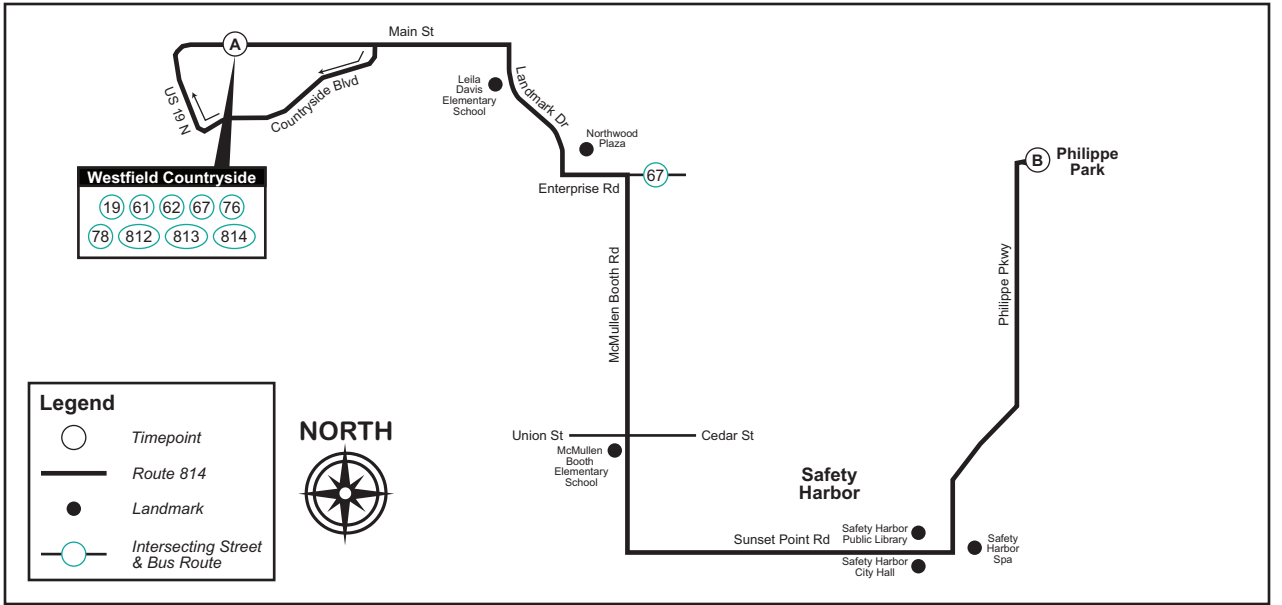 Main St
A
Leila
Davis
Elementary
School
Landmark Dr
US 19 N
Countryside Blvd
Northwood
Plaza
B
Philippe
Park
Westfield Countryside
67
Enterprise Rd
19 61 62 67 76
78 812 813 814
McMullen Booth Rd
Philippe Pkwy
Legend
Timepoint
Route 814
Landmark
Intersecting Street
& Bus Route
NORTH
Union St
Cedar St
McMullen
Booth
Elementary
School
Safety
Harbor
Sunset Point Rd
Safety Harbor
Public Library
Safety Harbor
City Hall
Safety
Harbor
Spa